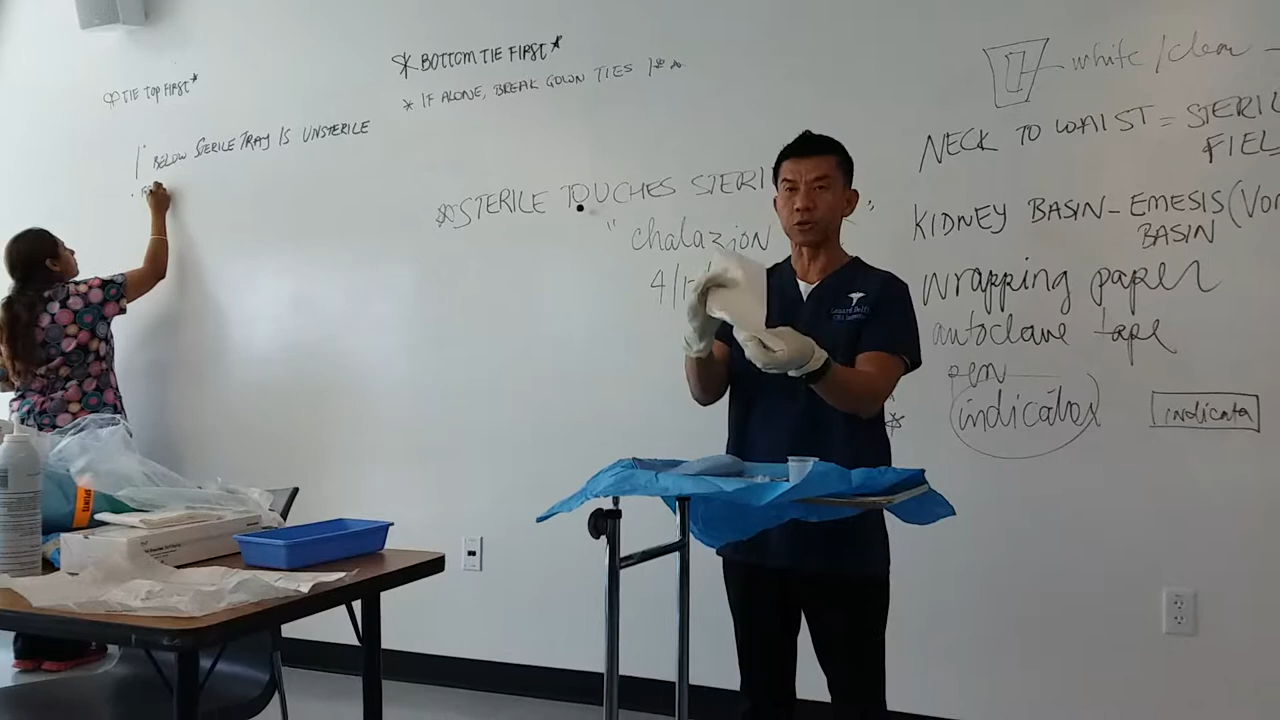 TIE TOP FIRST*
* BOTTOM TIE FIRST*
* IF ALONE, BREAK GOWN TIES 1st
1" BELOW STERILE TRAY IS UNSTERILE
* STERILE TOUCHES STERI
"chalazion "
white/clear -
NECK TO WAIST = STERIL
FIEL
KIDNEY BASIN - EMESIS (Vo
BASIN
wrapping paper
autoclave tape
pen
indicator
indicata